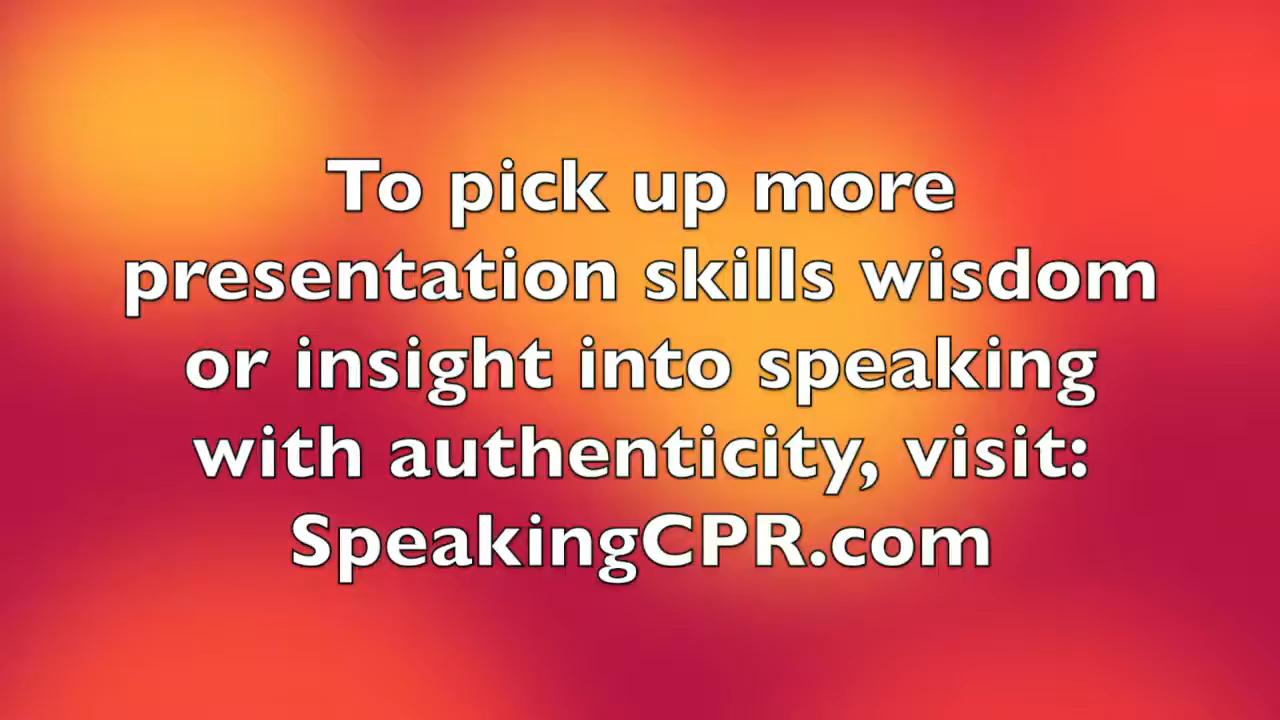 To pick up more
presentation skills wisdom
or insight into speaking
with authenticity, visit:
SpeakingCPR.com